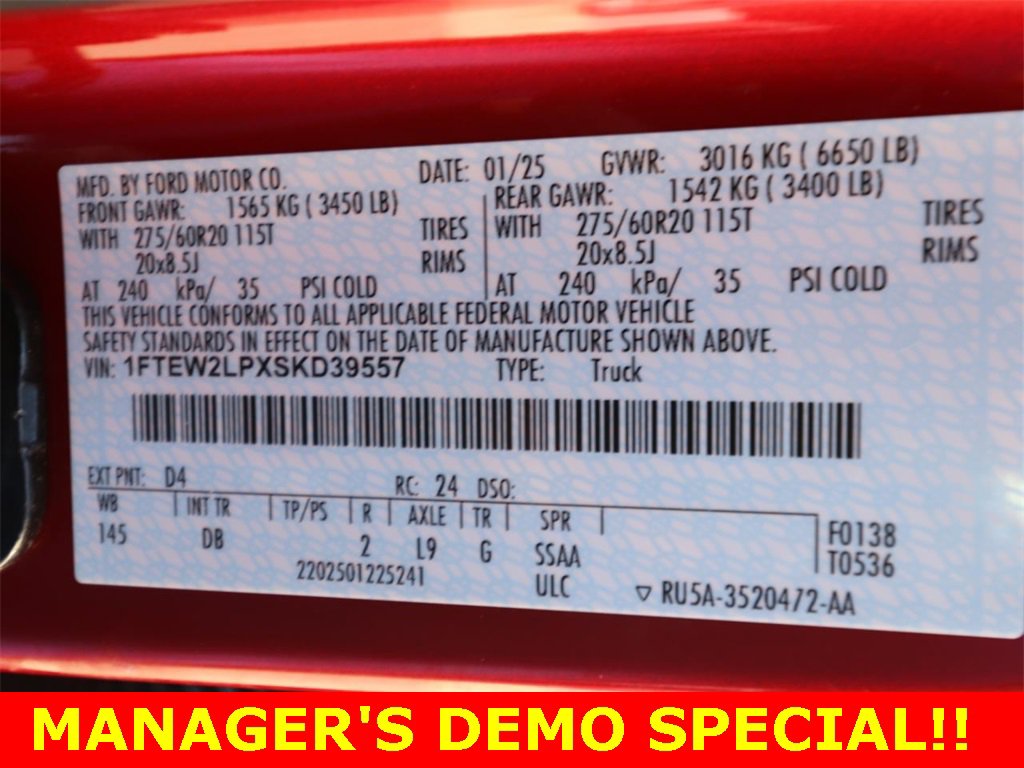 MFD. BY FORD MOTOR CO. DATE: 01/25 GVWR: 3016 KG ( 6650 LB)
FRONT GAWR: 1565 KG ( 3450 LB) REAR GAWR: 1542 KG ( 3400 LB)
WITH 275/60R20 115T TIRES WITH 275/60R20 115T TIRES
20x8.5J RIMS 20x8.5J RIMS
AT 240 kPa/ 35 PSI COLD AT 240 kPa/ 35 PSI COLD
THIS VEHICLE CONFORMS TO ALL APPLICABLE FEDERAL MOTOR VEHICLE
SAFETY STANDARDS IN EFFECT ON THE DATE OF MANUFACTURE SHOWN ABOVE.
VIN: 1FTEW2LPXSKD39557 TYPE: Truck
EXT PNT: D4 RC: 24 DSO:
WB INT TR TP/PS R AXLE TR SPR F0138
145 DB 2 L9 G SSAA T0536
2202501225241 ULC ▽ RU5A-3520472-AA
MANAGER'S DEMO SPECIAL!!